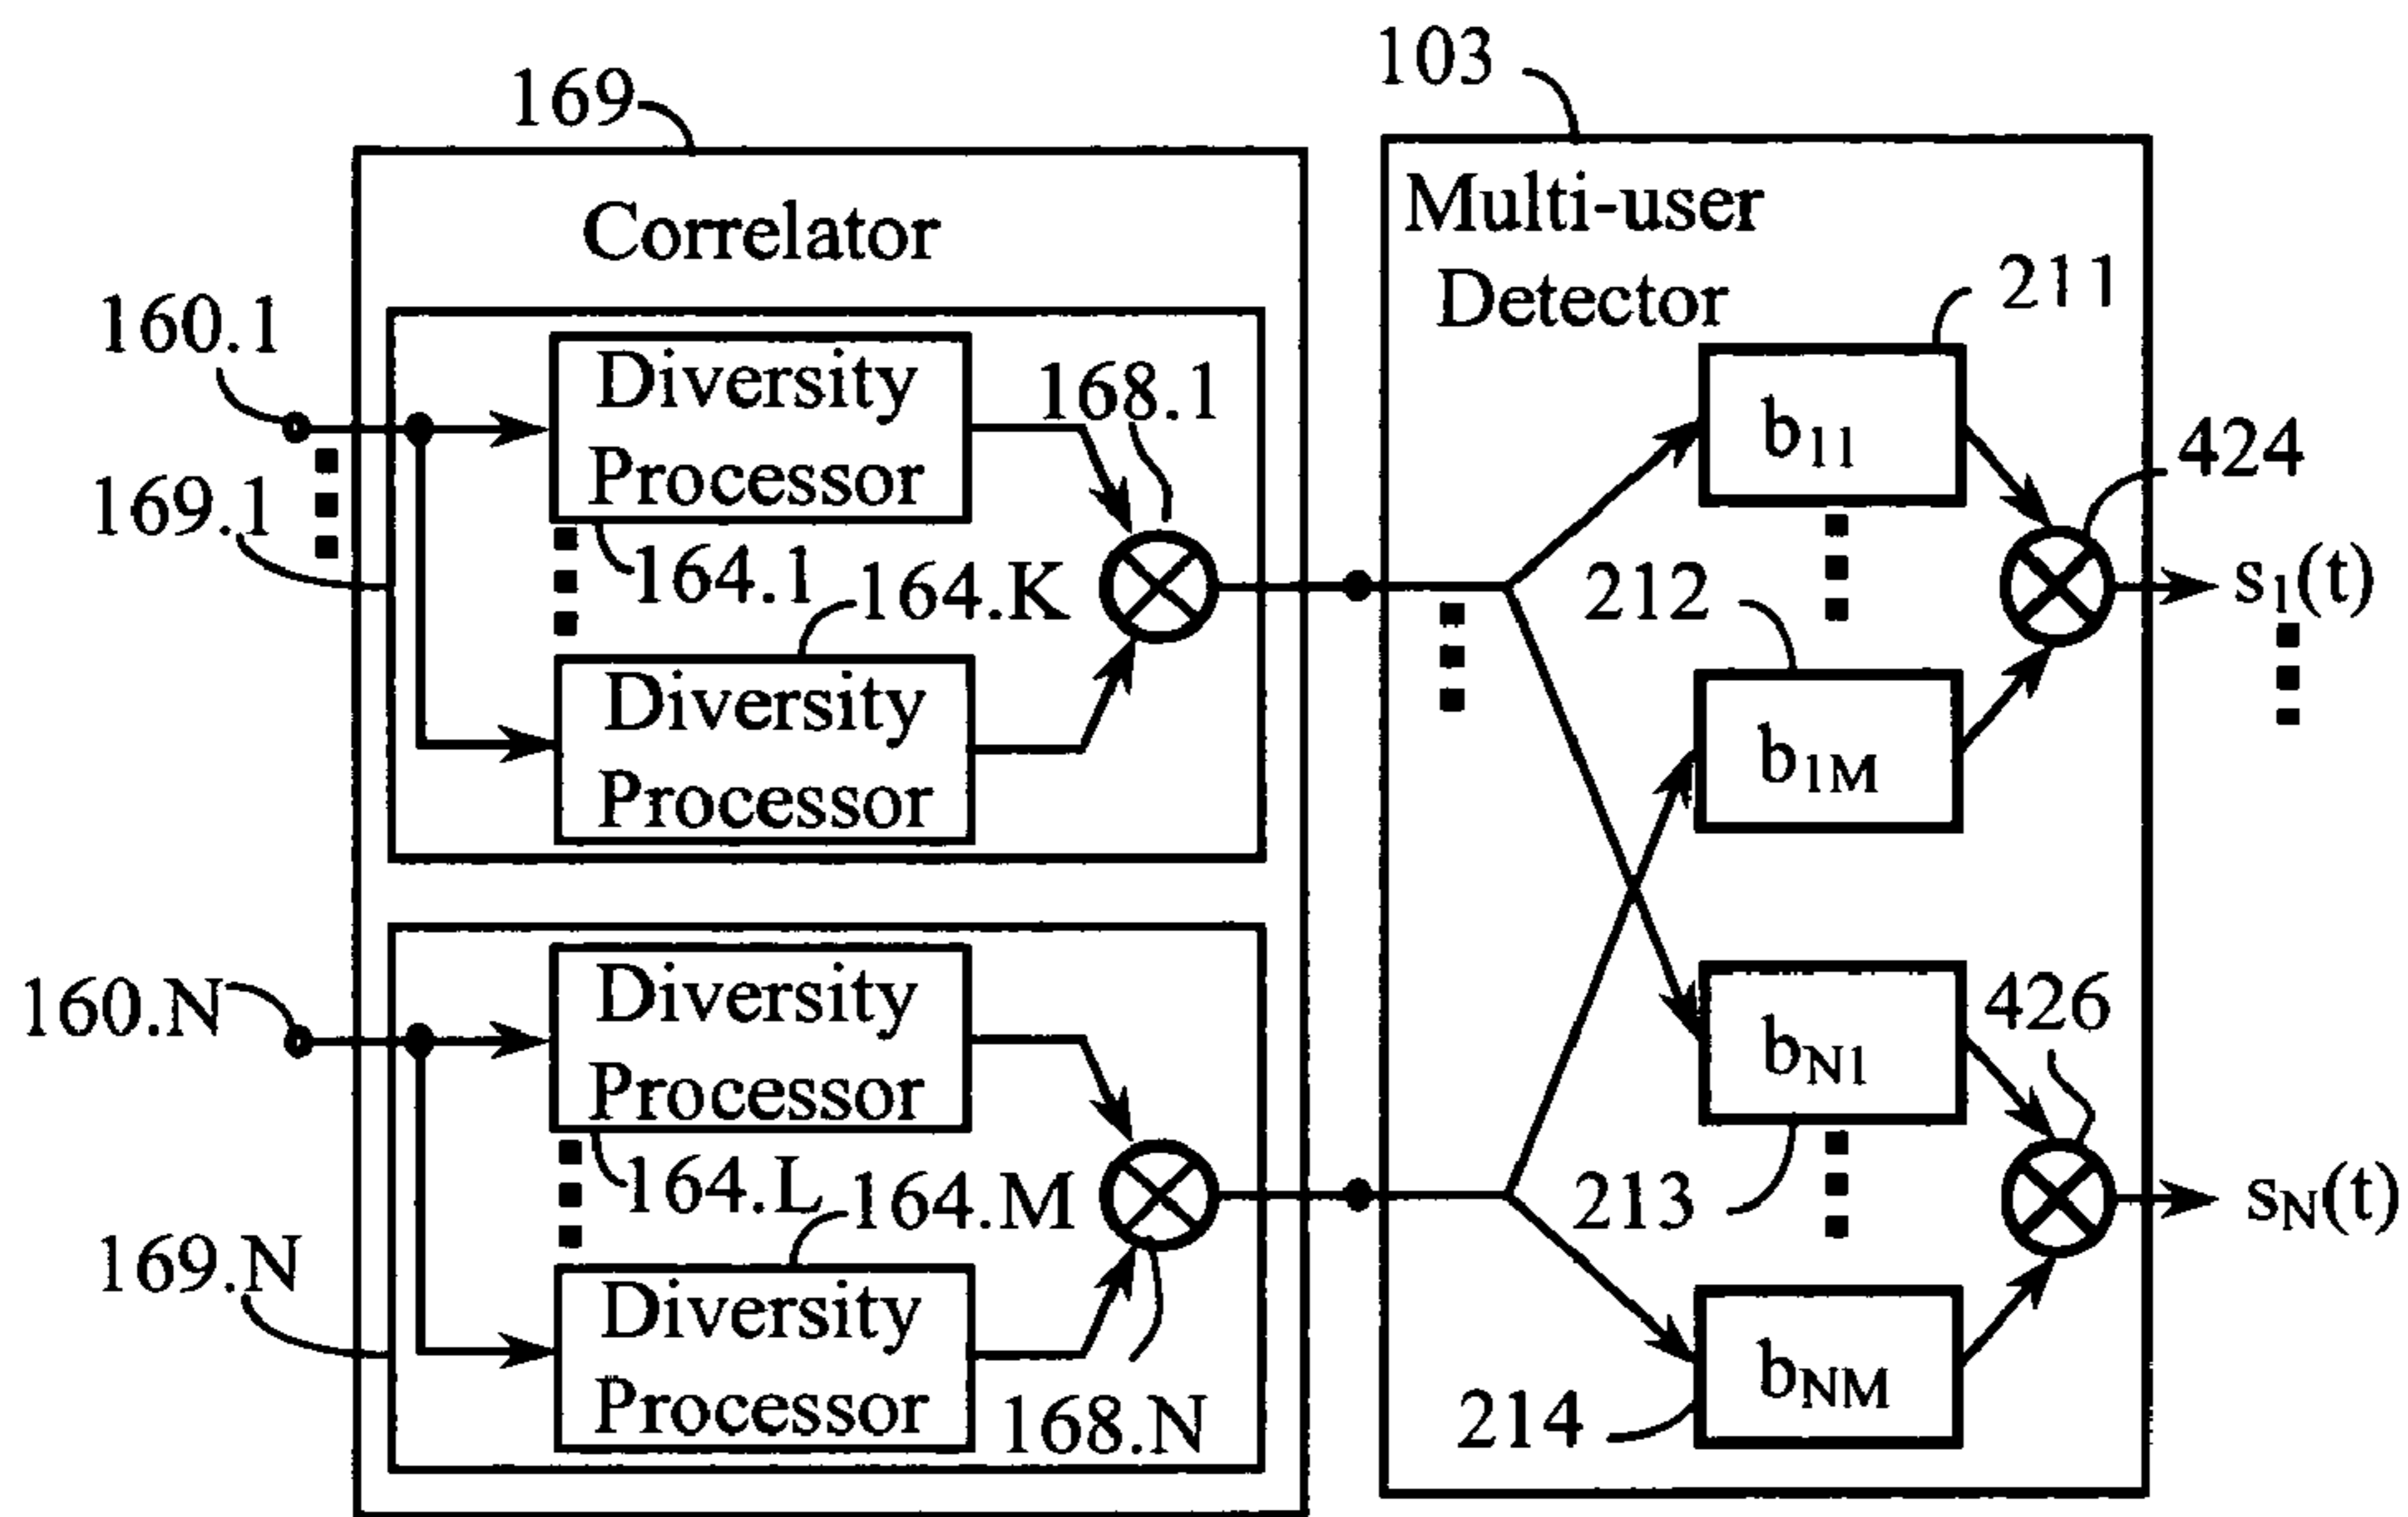 103
169
Correlator
Multi-user
Detector
211
160.1
Diversity
Processor
168.1
b11
424
169.1
164.1
164.K
212
s1(t)
Diversity
Processor
b1M
160.N
Diversity
Processor
bN1
426
164.L
164.M
213
sN(t)
169.N
Diversity
Processor
168.N
bNM
214